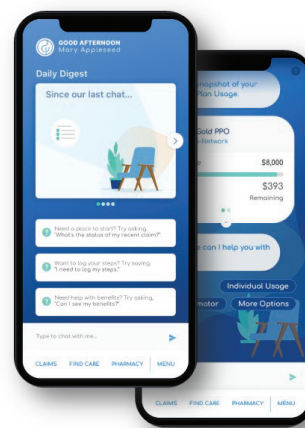 GOOD AFTERNOON
Mary Appleseed
Daily Digest
Since our last chat...
Need a place to start? Try asking,
"What's the status of my recent claim?"
Want to log your steps? Try saying,
"I need to log my steps."
Need help with benefits? Try asking,
"Can I see my benefits?"
Type to chat with me...
CLAIMS FIND CARE PHARMACY MENU
snapshot of your
Plan Usage.
Gold PPO
Network
$8,000
$393
Remaining
can I help you with
Individual Usage
More Options
CLAIMS FIND CARE PHARMACY MENU